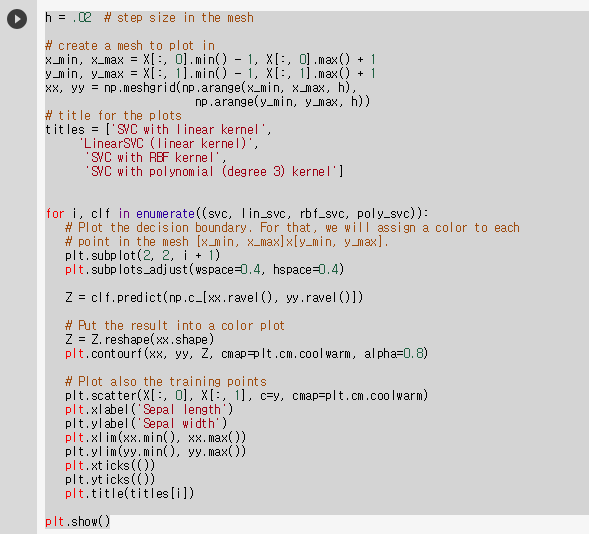 h = .02  # step size in the mesh
# create a mesh to plot in
x_min, x_max = X[:, 0].min() - 1, X[:, 0].max() + 1
y_min, y_max = X[:, 1].min() - 1, X[:, 1].max() + 1
xx, yy = np.meshgrid(np.arange(x_min, x_max, h),
                     np.arange(y_min, y_max, h))
# title for the plots
titles = ['SVC with linear kernel',
     'LinearSVC (linear kernel)',
      'SVC with RBF kernel',
      'SVC with polynomial (degree 3) kernel']
for i, clf in enumerate((svc, lin_svc, rbf_svc, poly_svc)):
   # Plot the decision boundary. For that, we will assign a color to each
   # point in the mesh [x_min, x_max]x[y_min, y_max].
   plt.subplot(2, 2, i + 1)
   plt.subplots_adjust(wspace=0.4, hspace=0.4)
   Z = clf.predict(np.c_[xx.ravel(), yy.ravel()])
   # Put the result into a color plot
   Z = Z.reshape(xx.shape)
   plt.contourf(xx, yy, Z, cmap=plt.cm.coolwarm, alpha=0.8)
   # Plot also the training points
   plt.scatter(X[:, 0], X[:, 1], c=y, cmap=plt.cm.coolwarm)
   plt.xlabel('Sepal length')
   plt.ylabel('Sepal width')
   plt.xlim(xx.min(), xx.max())
   plt.ylim(yy.min(), yy.max())
   plt.xticks(())
   plt.yticks(())
   plt.title(titles[i])
plt.show()